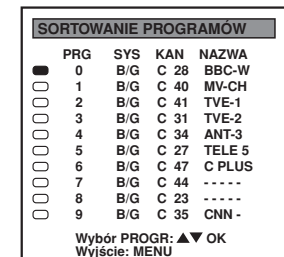 SORTOWANIE PROGRAMÓW
PRG SYS KAN NAZWA
0 B/G C 28 BBC-W
1 B/G C 40 MV-CH
2 B/G C 41 TVE-1
3 B/G C 31 TVE-2
4 B/G C 34 ANT-3
5 B/G C 27 TELE 5
6 B/G C 47 C PLUS
7 B/G C 44 - - - - -
8 B/G C 23 - - - - -
9 B/G C 35 CNN -
Wybór PROGR: ▲▼ OK
Wyjście: MENU